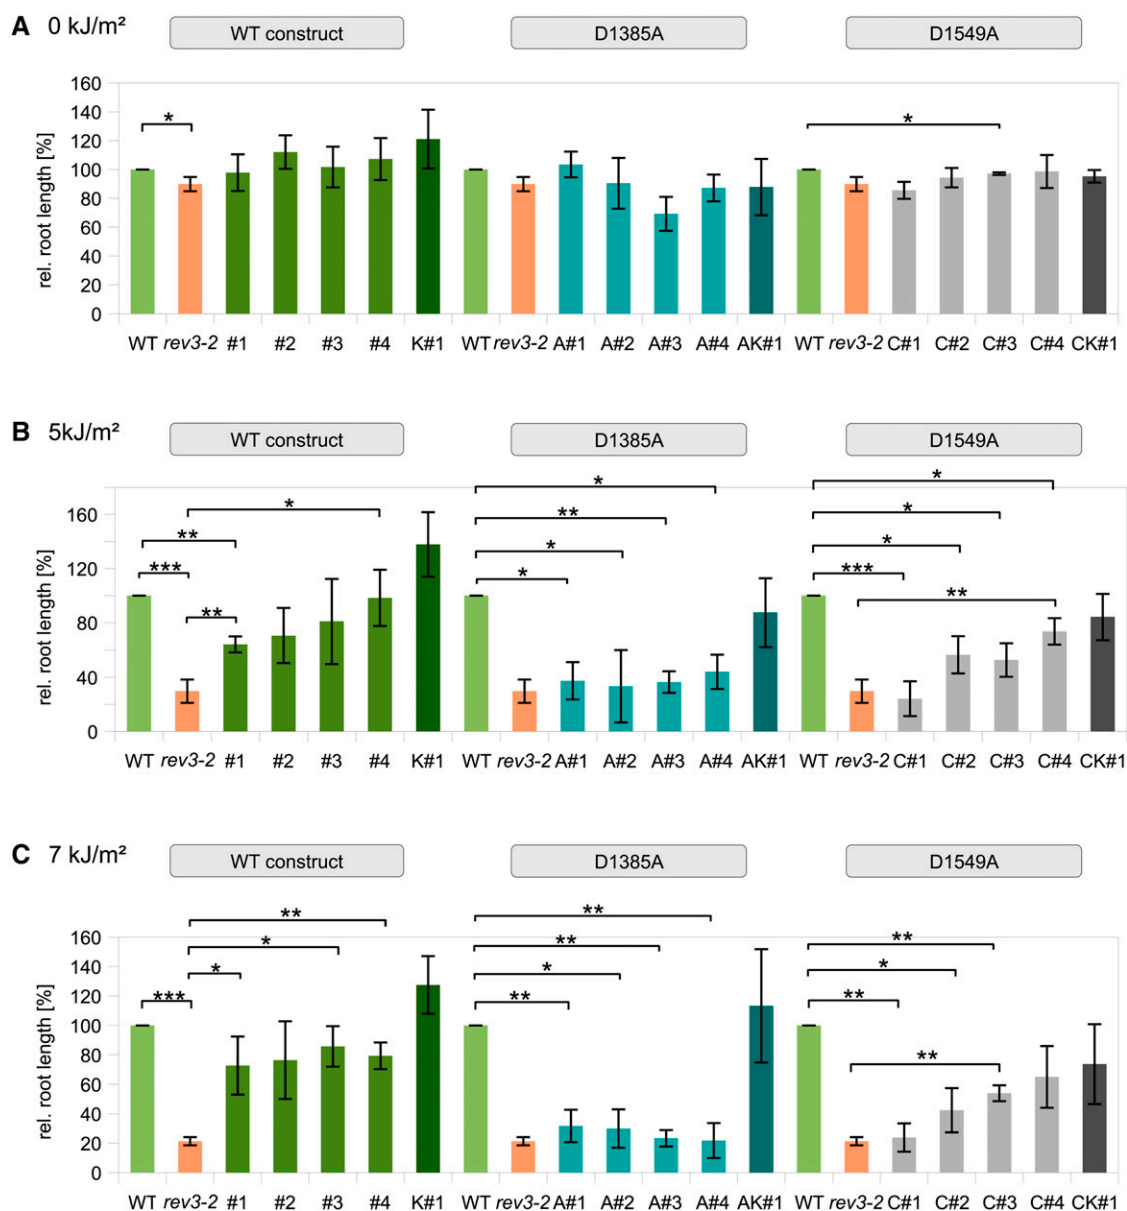 A 0 kJ/m²
WT construct D1385A D1549A
*
*
rel. root length [%]
160
140
120
100
80
60
40
20
0
WT rev3-2 #1 #2 #3 #4 K#1 WT rev3-2 A#1 A#2 A#3 A#4 AK#1 WT rev3-2 C#1 C#2 C#3 C#4 CK#1
B 5kJ/m²
WT construct D1385A D1549A
* * *
** ** *
*** * *
** * ***
**
rel. root length [%]
160
120
80
40
0
WT rev3-2 #1 #2 #3 #4 K#1 WT rev3-2 A#1 A#2 A#3 A#4 AK#1 WT rev3-2 C#1 C#2 C#3 C#4 CK#1
C 7 kJ/m²
WT construct D1385A D1549A
** **
* ** **
* * *
*** ** **
**
rel. root length [%]
160
140
120
100
80
60
40
20
0
WT rev3-2 #1 #2 #3 #4 K#1 WT rev3-2 A#1 A#2 A#3 A#4 AK#1 WT rev3-2 C#1 C#2 C#3 C#4 CK#1